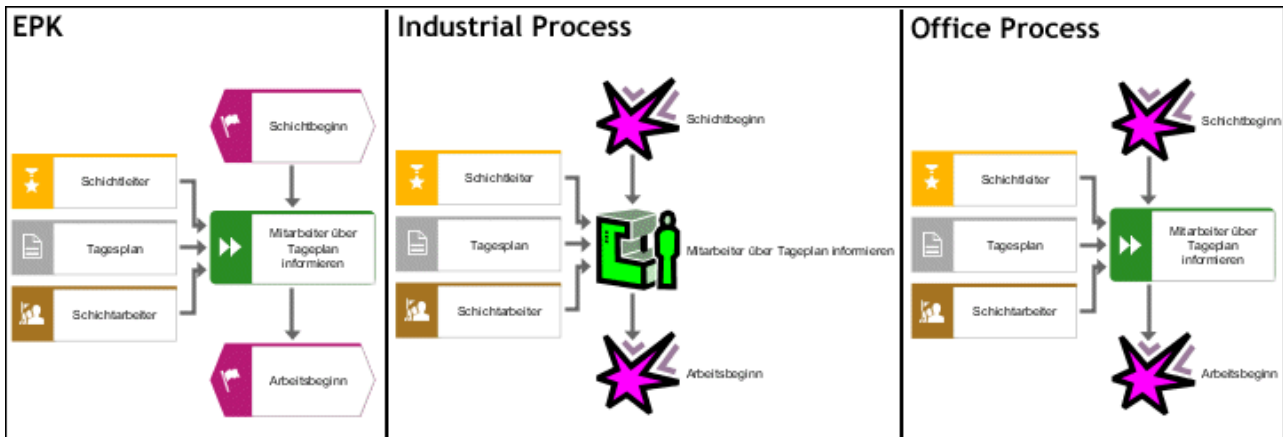 EPK
Schichtbeginn
Schichtleiter
Tagesplan
Schichtarbeiter
Mitarbeiter über
Tageplan
informieren
Arbeitsbeginn
Industrial Process
Schichtbeginn
Schichtleiter
Tagesplan
Schichtarbeiter
Mitarbeiter über Tageplan informieren
Arbeitsbeginn
Office Process
Schichtbeginn
Schichtleiter
Tagesplan
Schichtarbeiter
Mitarbeiter über
Tageplan
informieren
Arbeitsbeginn